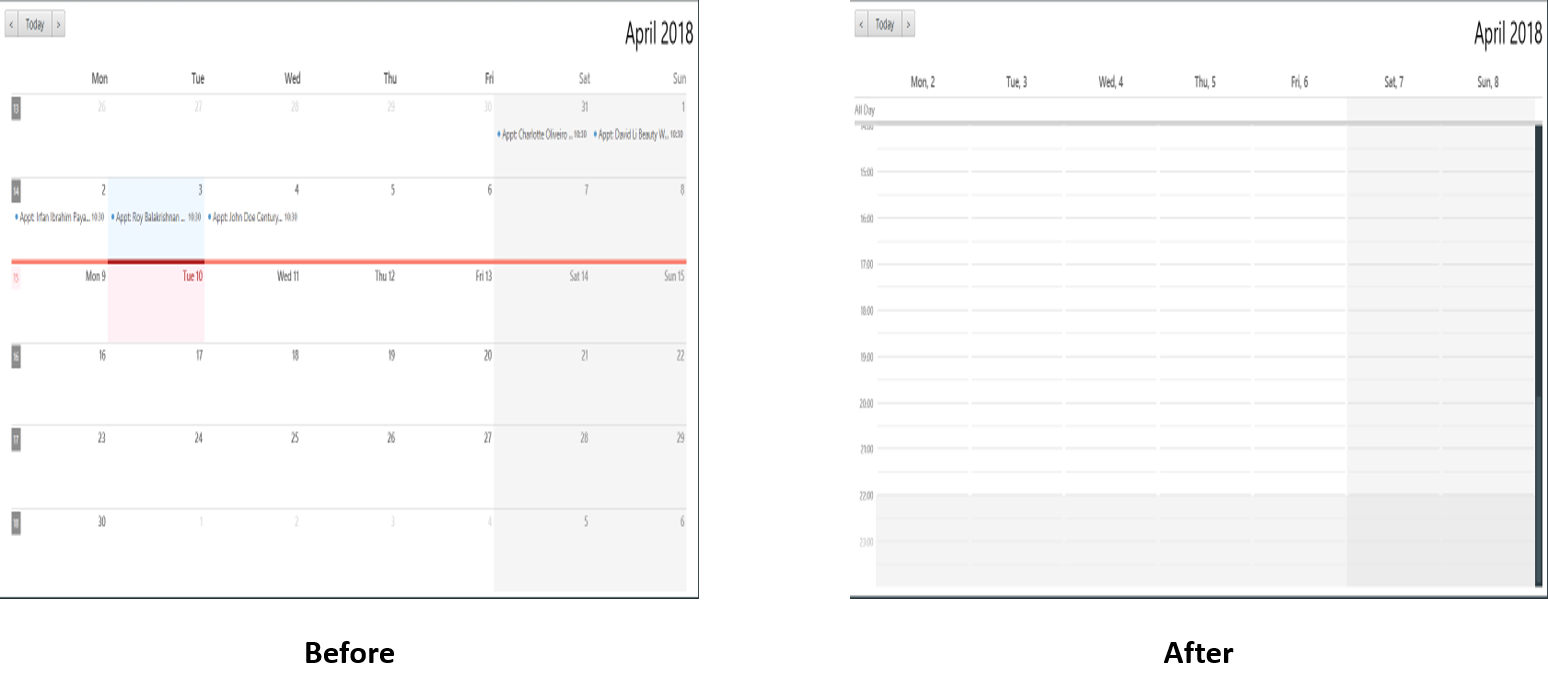 < Today >
April 2018
Mon Tue Wed Thu Fri Sat Sun
13 26 27 28 29 30 31 1
Appt: Charlotte Oliveiro ... 10:30 Appt: David Li Beauty W... 10:30
14 2 3 4 5 6 7 8
Appt: Irfan Ibrahim Paya... 10:30 Appt: Roy Balakrishnan ... 10:30 Appt: John Doe Century... 10:30
15 Mon 9 Tue 10 Wed 11 Thu 12 Fri 13 Sat 14 Sun 15
16 16 17 18 19 20 21 22
17 23 24 25 26 27 28 29
18 30 1 2 3 4 5 6
Before
< Today >
April 2018
Mon, 2 Tue, 3 Wed, 4 Thu, 5 Fri, 6 Sat, 7 Sun, 8
All Day
14:00
15:00
16:00
17:00
18:00
19:00
20:00
21:00
22:00
23:00
After